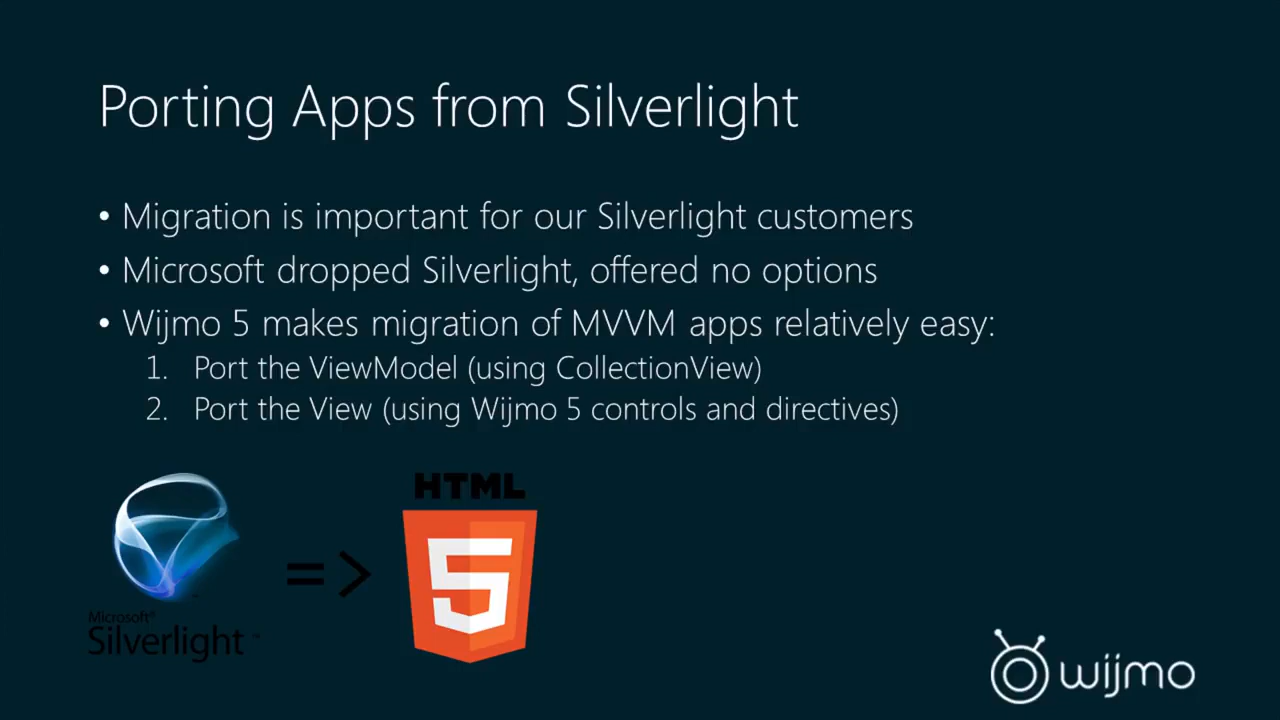 Porting Apps from Silverlight
• Migration is important for our Silverlight customers
• Microsoft dropped Silverlight, offered no options
• Wijmo 5 makes migration of MVVM apps relatively easy:
1. Port the ViewModel (using CollectionView)
2. Port the View (using Wijmo 5 controls and directives)
HTML
5
=>
Microsoft®
Silverlight™
wijmo